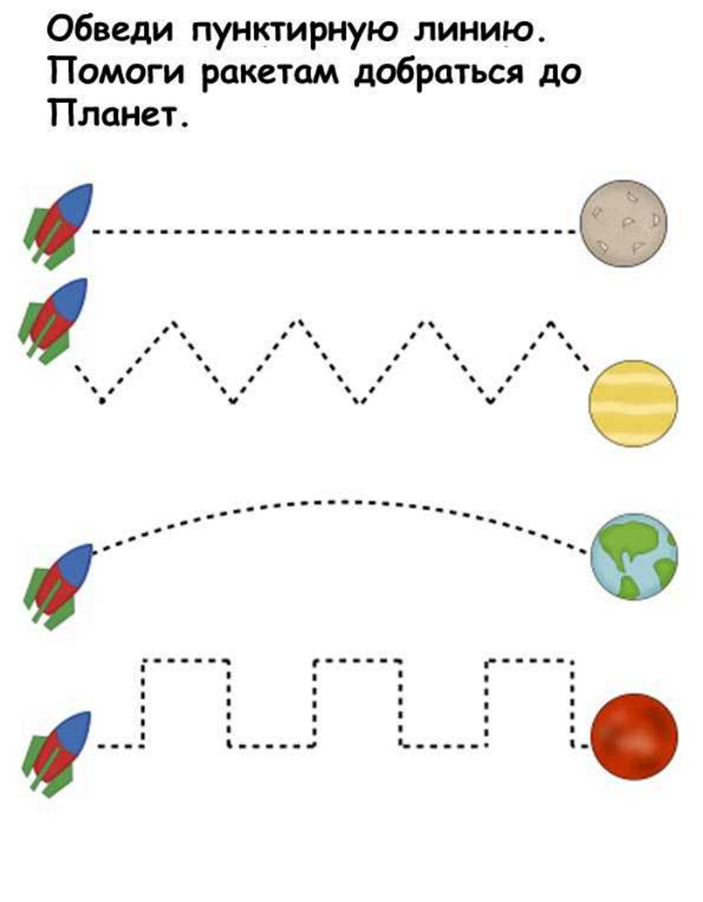 Обведи пунктирную линию.
Помоги ракетам добраться до
Планет.